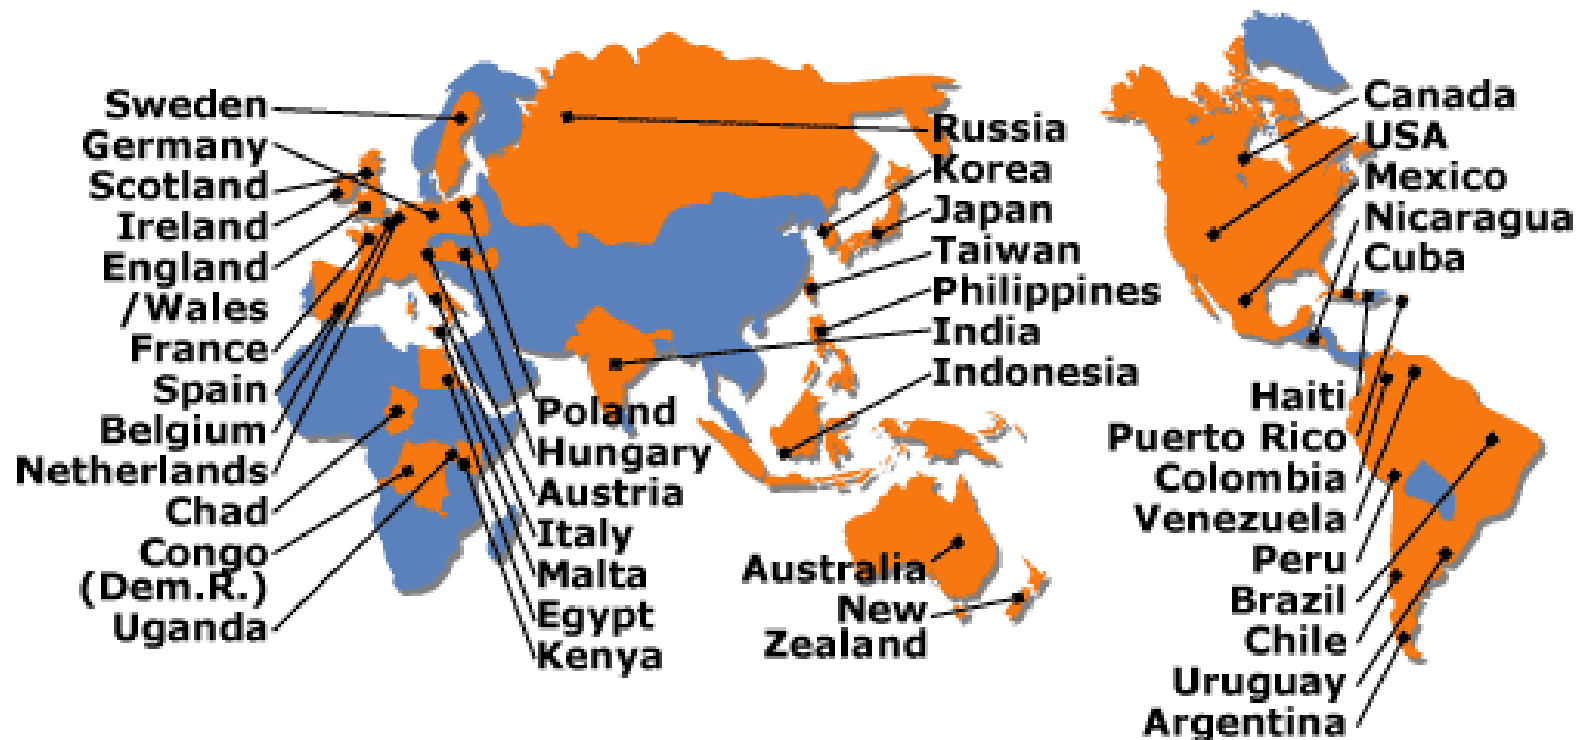 Sweden
Germany
Scotland
Ireland
England
/Wales
France
Spain
Belgium
Netherlands
Chad
Congo
(Dem.R.)
Uganda
Poland
Hungary
Austria
Italy
Malta
Egypt
Kenya
Russia
Korea
Japan
Taiwan
Philippines
India
Indonesia
Australia
New
Zealand
Canada
USA
Mexico
Nicaragua
Cuba
Haiti
Puerto Rico
Colombia
Venezuela
Peru
Brazil
Chile
Uruguay
Argentina